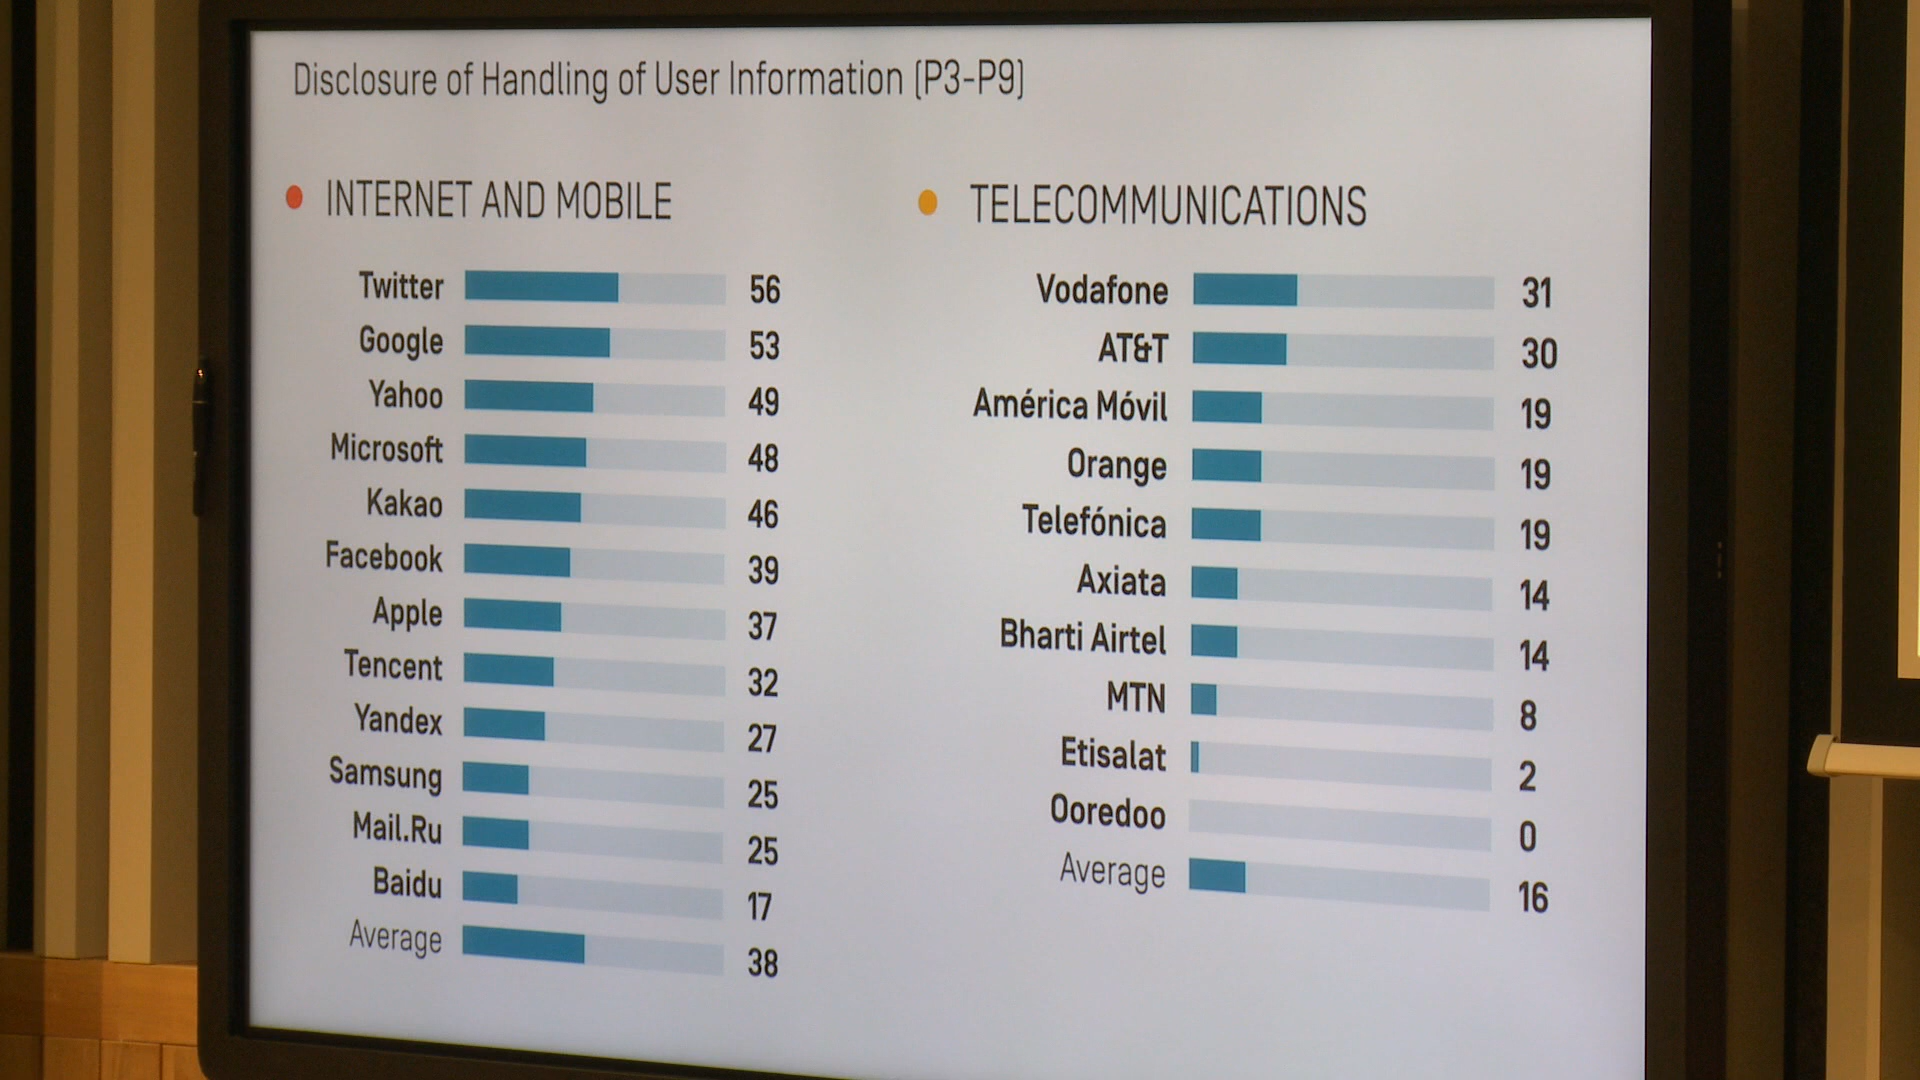 Disclosure of Handling of User Information (P3-P9)
INTERNET AND MOBILE
Twitter 56
Google 53
Yahoo 49
Microsoft 48
Kakao 46
Facebook 39
Apple 37
Tencent 32
Yandex 27
Samsung 25
Mail.Ru 25
Baidu 17
Average 38
TELECOMMUNICATIONS
Vodafone 31
AT&T 30
América Móvil 19
Orange 19
Telefónica 19
Axiata 14
Bharti Airtel 14
MTN 8
Etisalat 2
Ooredoo 0
Average 16